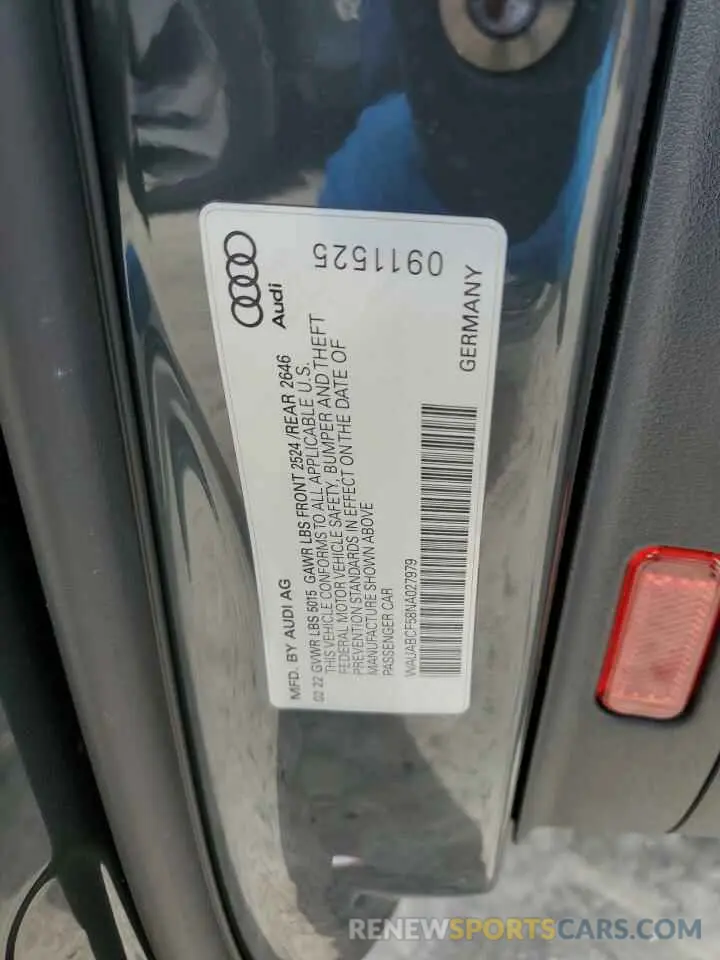 Audi
0911525
MFD. BY AUDI AG
GERMANY
02 22 GVWR LBS 5015 GAWR LBS FRONT 2524 /REAR 2646
THIS VEHICLE CONFORMS TO ALL APPLICABLE U.S.
FEDERAL MOTOR VEHICLE SAFETY, BUMPER AND THEFT
PREVENTION STANDARDS IN EFFECT ON THE DATE OF
MANUFACTURE SHOWN ABOVE
PASSENGER CAR
WAUABCF58NA027979
RENEWSPORTSCARS.COM